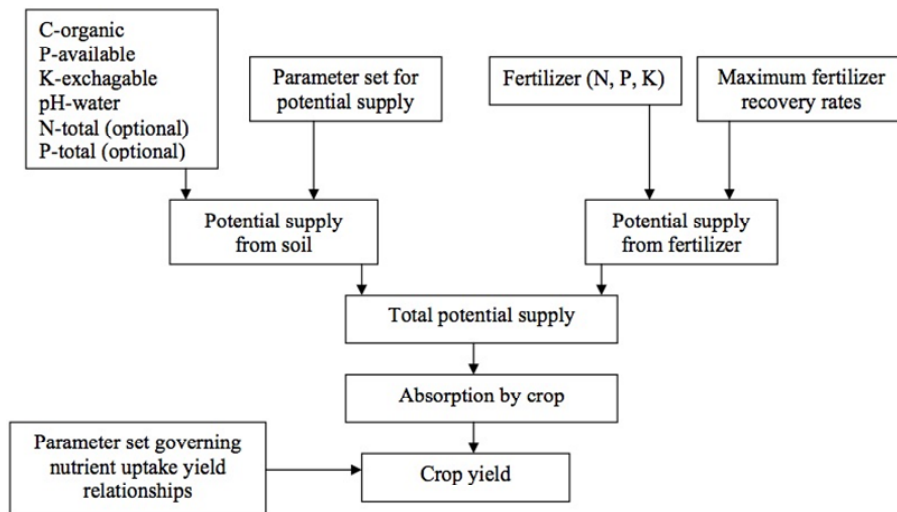 C-organic
P-available
K-exchagable
pH-water
N-total (optional)
P-total (optional)
Parameter set for
potential supply
Fertilizer (N, P, K)
Maximum fertilizer
recovery rates
Potential supply
from soil
Potential supply
from fertilizer
Total potential supply
Absorption by crop
Parameter set governing
nutrient uptake yield
relationships
Crop yield